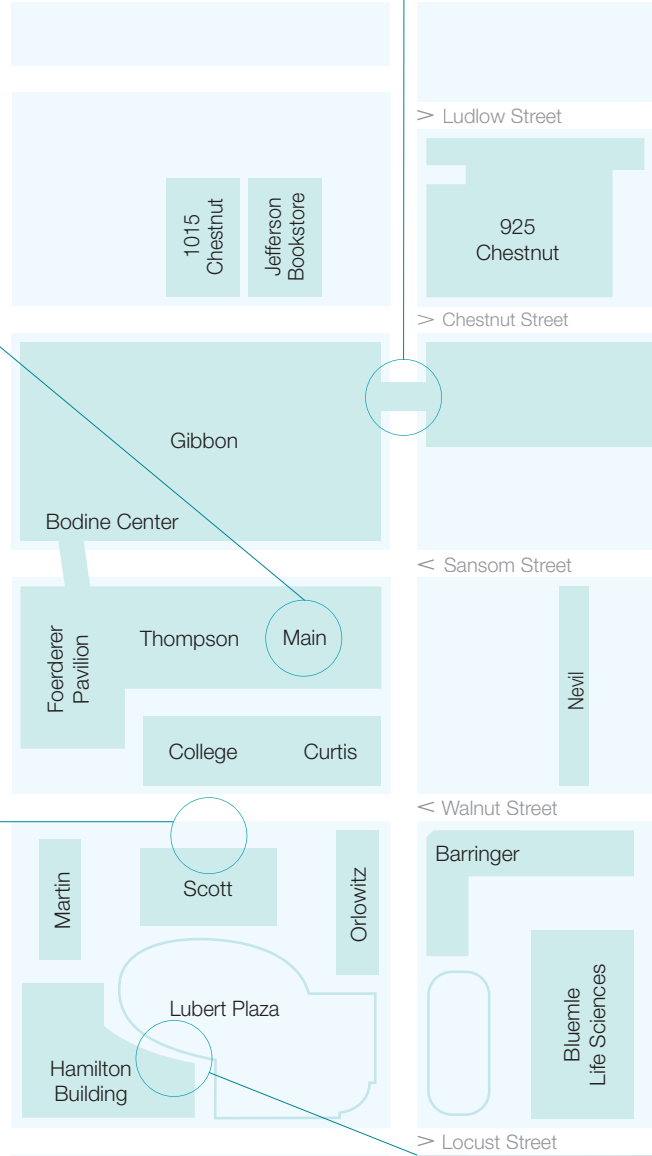 > Ludlow Street
1015
Chestnut
Jefferson
Bookstore
925
Chestnut
> Chestnut Street
Gibbon
Bodine Center
< Sansom Street
Foerderer
Pavilion
Thompson
Main
Nevil
College
Curtis
< Walnut Street
Martin
Scott
Orlowitz
Barringer
Lubert Plaza
Bluemle
Life Sciences
Hamilton
Building
> Locust Street